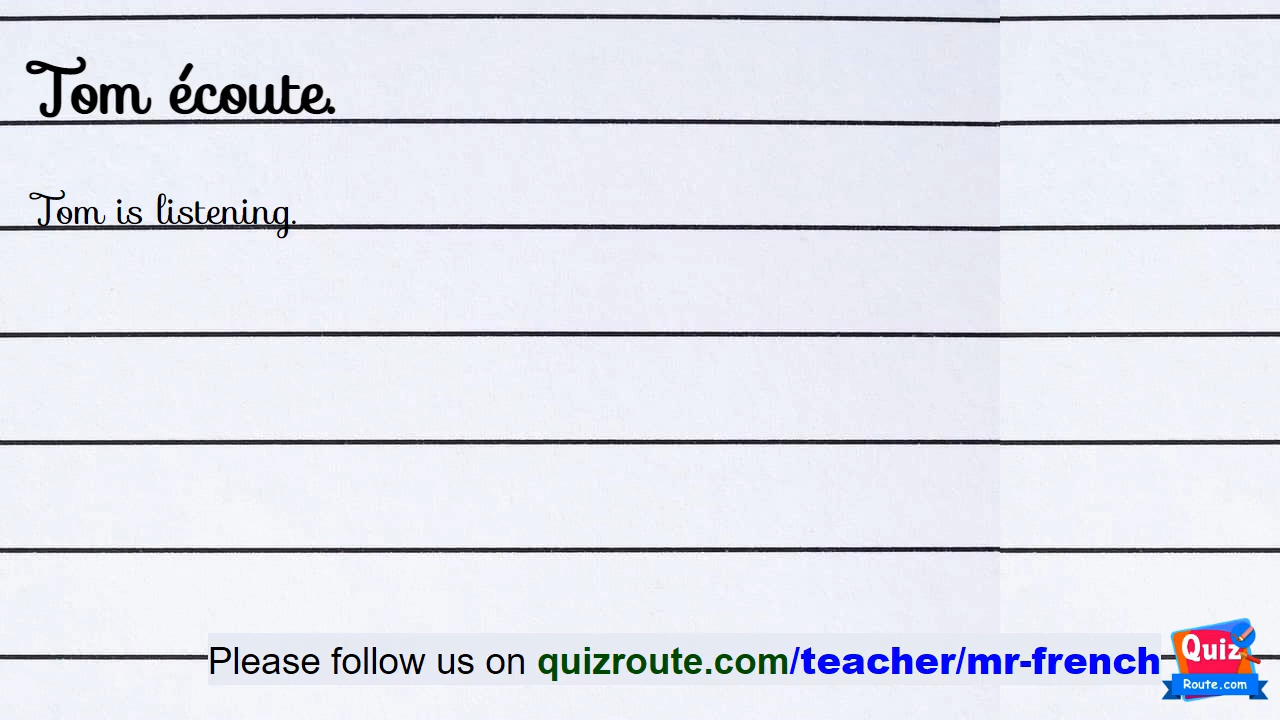 Tom écoute.
Tom is listening.
Please follow us on quizroute.com/teacher/mr-french
Quiz
Route.com